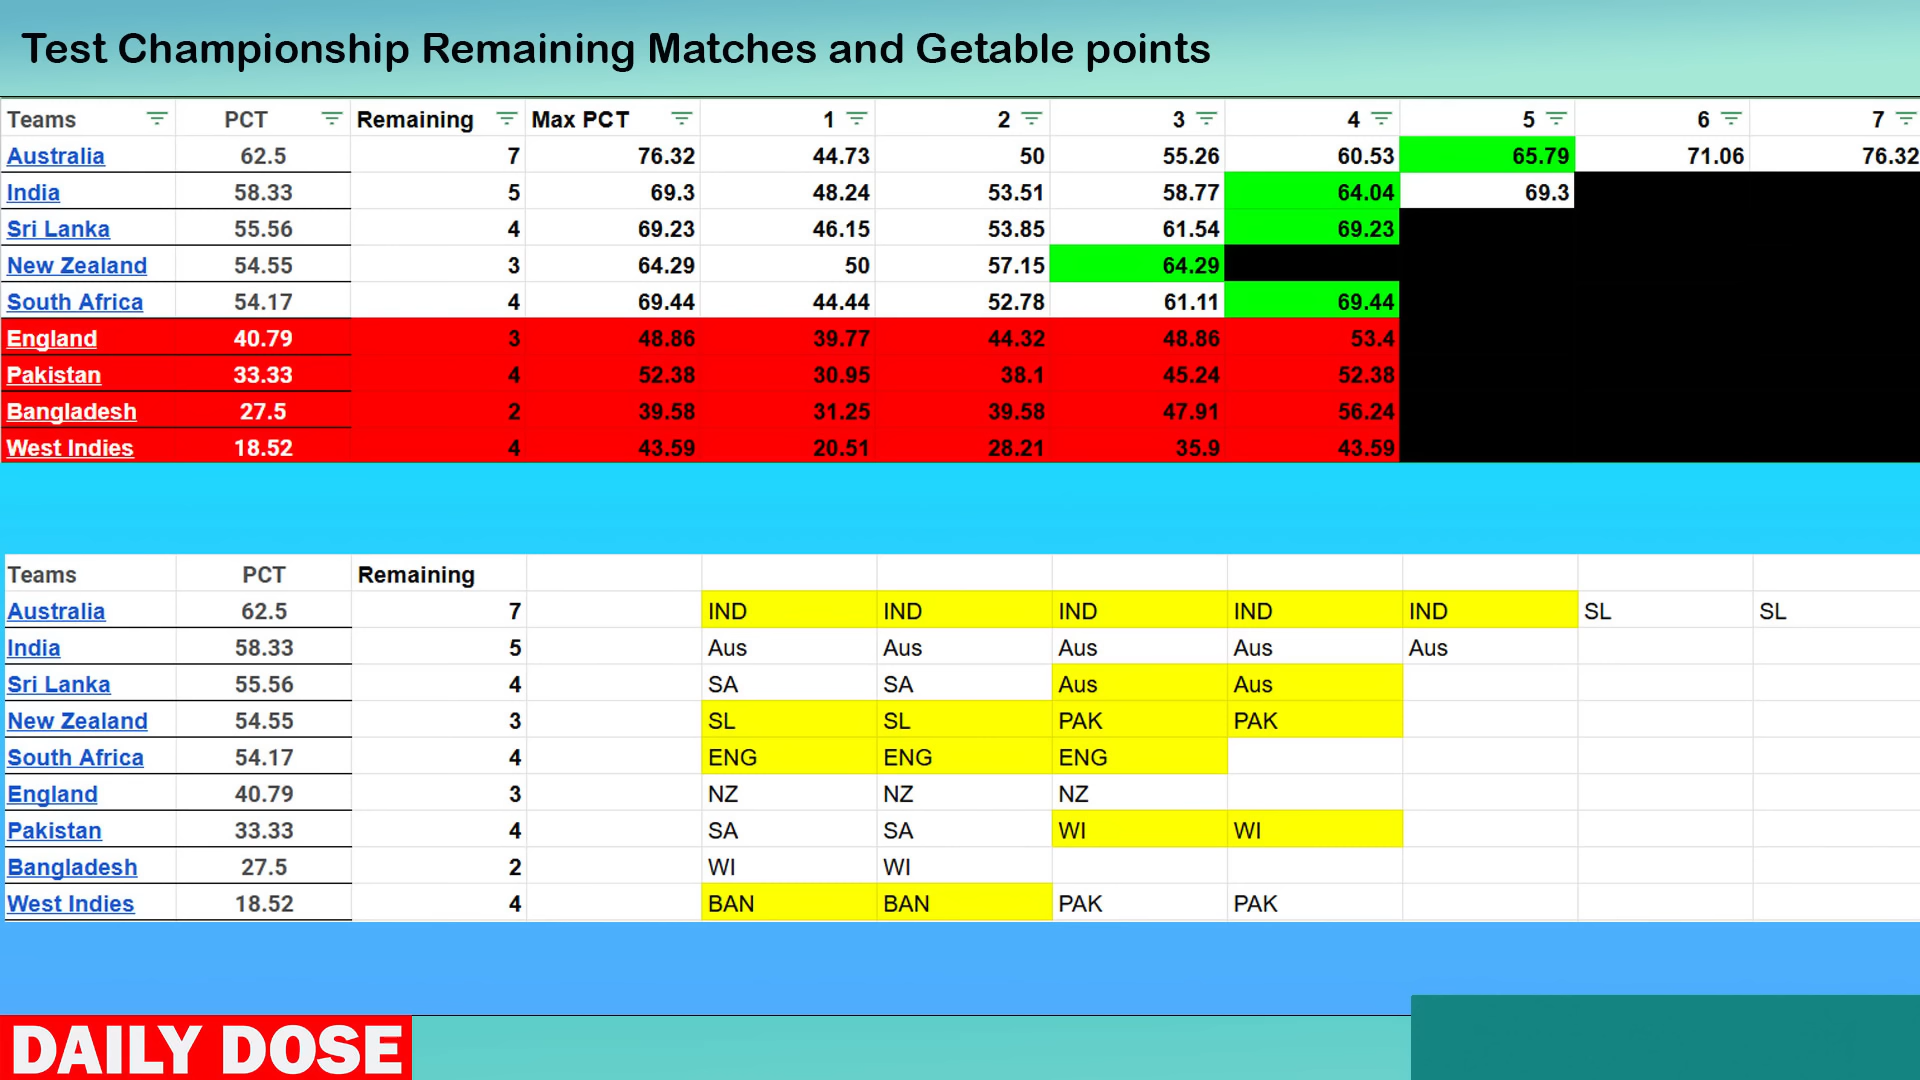 Test Championship Remaining Matches and Getable points
Teams PCT Remaining Max PCT 1 2 3 4 5 6 7
Australia 62.5 7 76.32 44.73 50 55.26 60.53 65.79 71.06 76.32
India 58.33 5 69.3 48.24 53.51 58.77 64.04 69.3
Sri Lanka 55.56 4 69.23 46.15 53.85 61.54 69.23
New Zealand 54.55 3 64.29 50 57.15 64.29
South Africa 54.17 4 69.44 44.44 52.78 61.11 69.44
England 40.79 3 48.86 39.77 44.32 48.86 53.4
Pakistan 33.33 4 52.38 30.95 38.1 45.24 52.38
Bangladesh 27.5 2 39.58 31.25 39.58 47.91 56.24
West Indies 18.52 4 43.59 20.51 28.21 35.9 43.59
Teams PCT Remaining
Australia 62.5 7 IND IND IND IND IND SL SL
India 58.33 5 Aus Aus Aus Aus Aus
Sri Lanka 55.56 4 SA SA Aus Aus
New Zealand 54.55 3 SL SL PAK PAK
South Africa 54.17 4 ENG ENG ENG
England 40.79 3 NZ NZ NZ
Pakistan 33.33 4 SA SA WI WI
Bangladesh 27.5 2 WI WI
West Indies 18.52 4 BAN BAN PAK PAK
DAILY DOSE